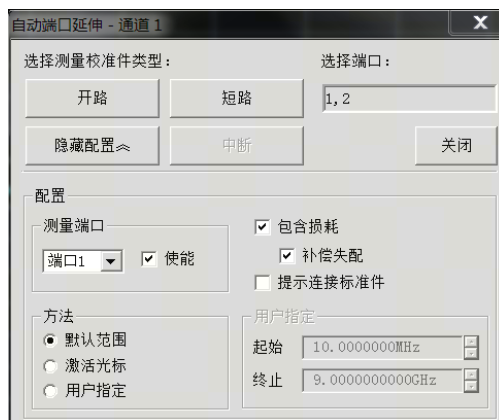 自动端口延伸 - 通道 1
选择测量校准件类型： 选择端口：
开路 短路 1,2
隐藏配置 中断 关闭
配置
测量端口 包含损耗
端口1 使能 补偿失配
提示连接标准件
方法 用户指定
默认范围 起始 10.0000000MHz
激活光标 终止 9.0000000000GHz
用户指定